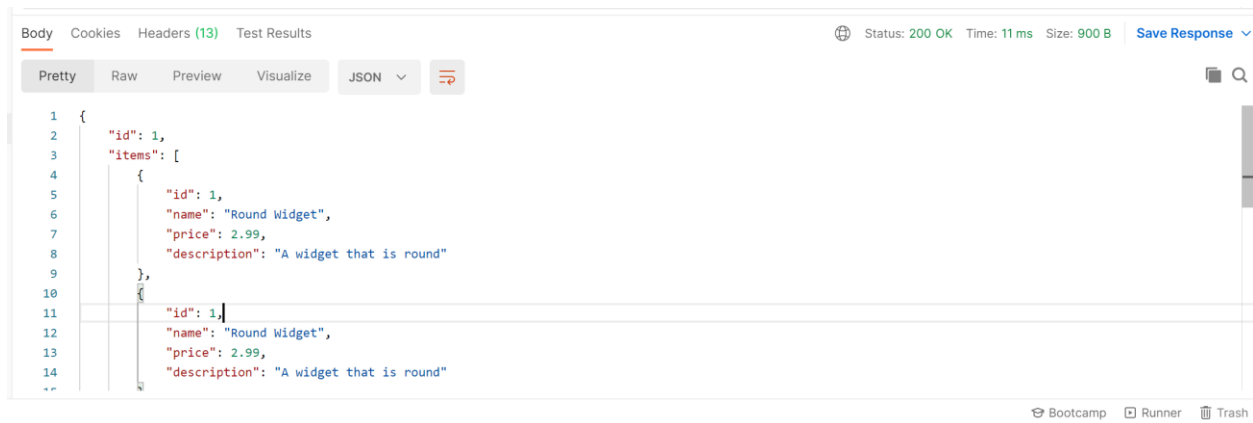 Body Cookies Headers (13) Test Results Status: 200 OK Time: 11 ms Size: 900 B Save Response
Pretty Raw Preview Visualize JSON
1 {
2 "id": 1,
3 "items": [
4 {
5 "id": 1,
6 "name": "Round Widget",
7 "price": 2.99,
8 "description": "A widget that is round"
9 },
10 {
11 "id": 1,
12 "name": "Round Widget",
13 "price": 2.99,
14 "description": "A widget that is round"
Bootcamp Runner Trash